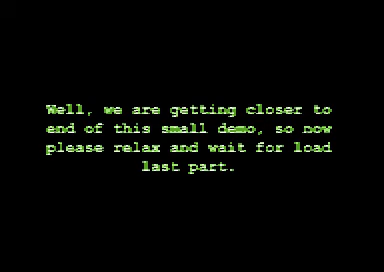 Well, we are getting closer to
end of this small demo, so now
please relax and wait for load
last part.